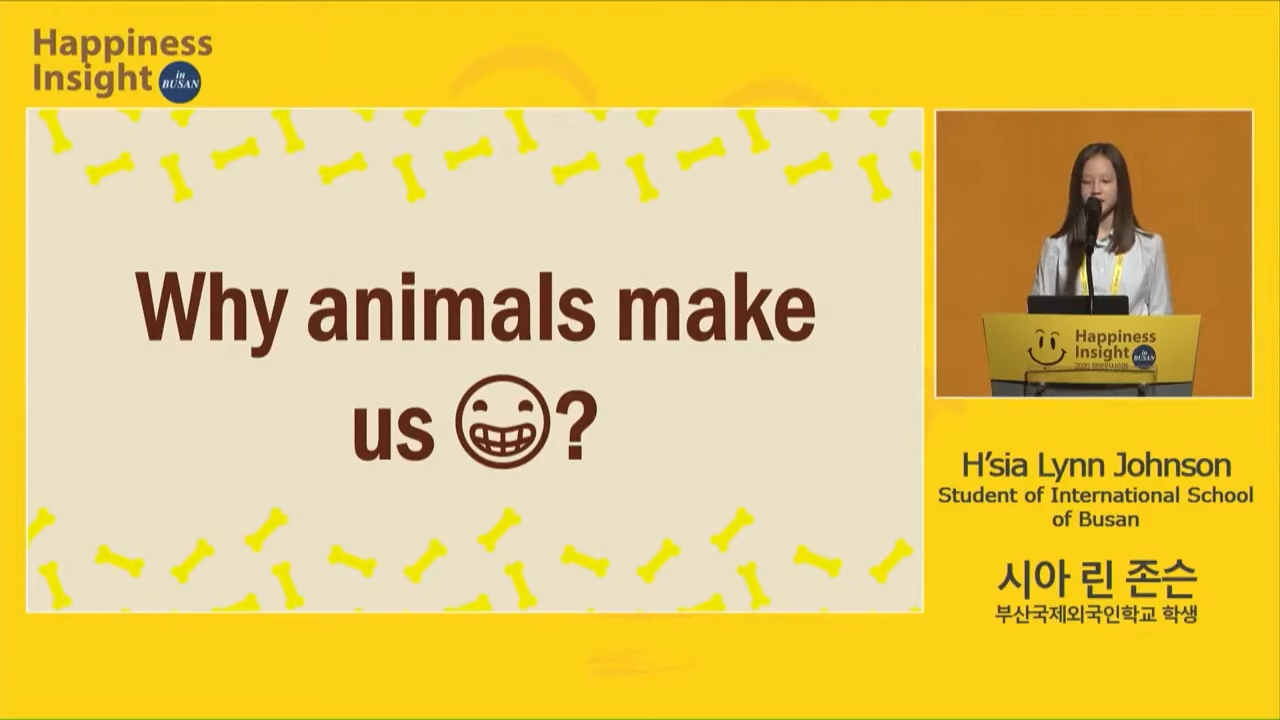 Happiness
Insight in BUSAN
Why animals make
us 😁?
Happiness
Insight in BUSAN
H'sia Lynn Johnson
Student of International School
of Busan
시아 린 존슨
부산국제외국인학교 학생